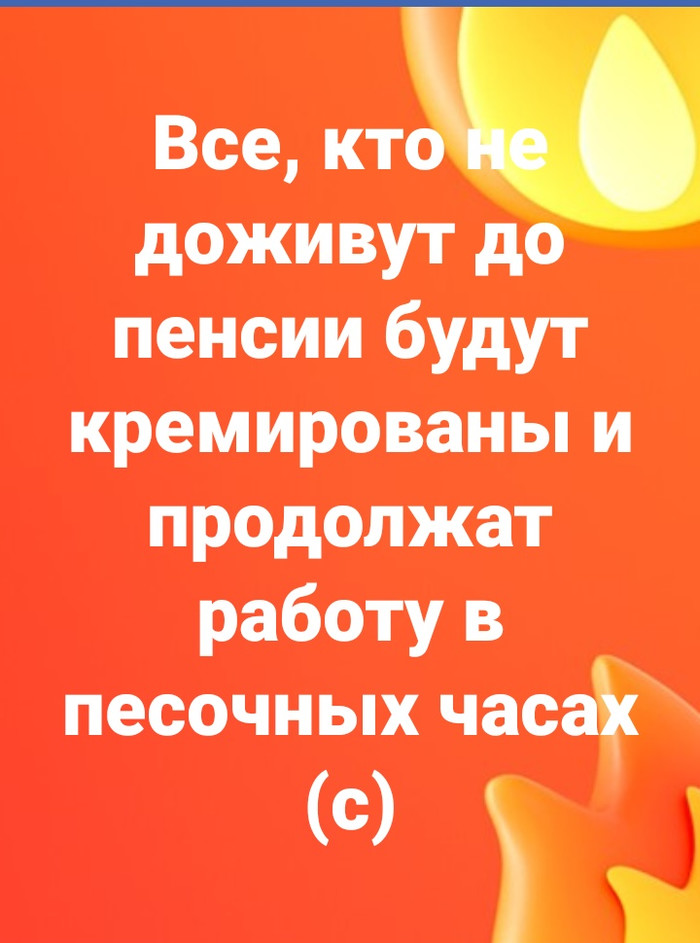 Все, кто не
доживут до
пенсии будут
кремированы и
продолжат
работу в
песочных часах
(с)